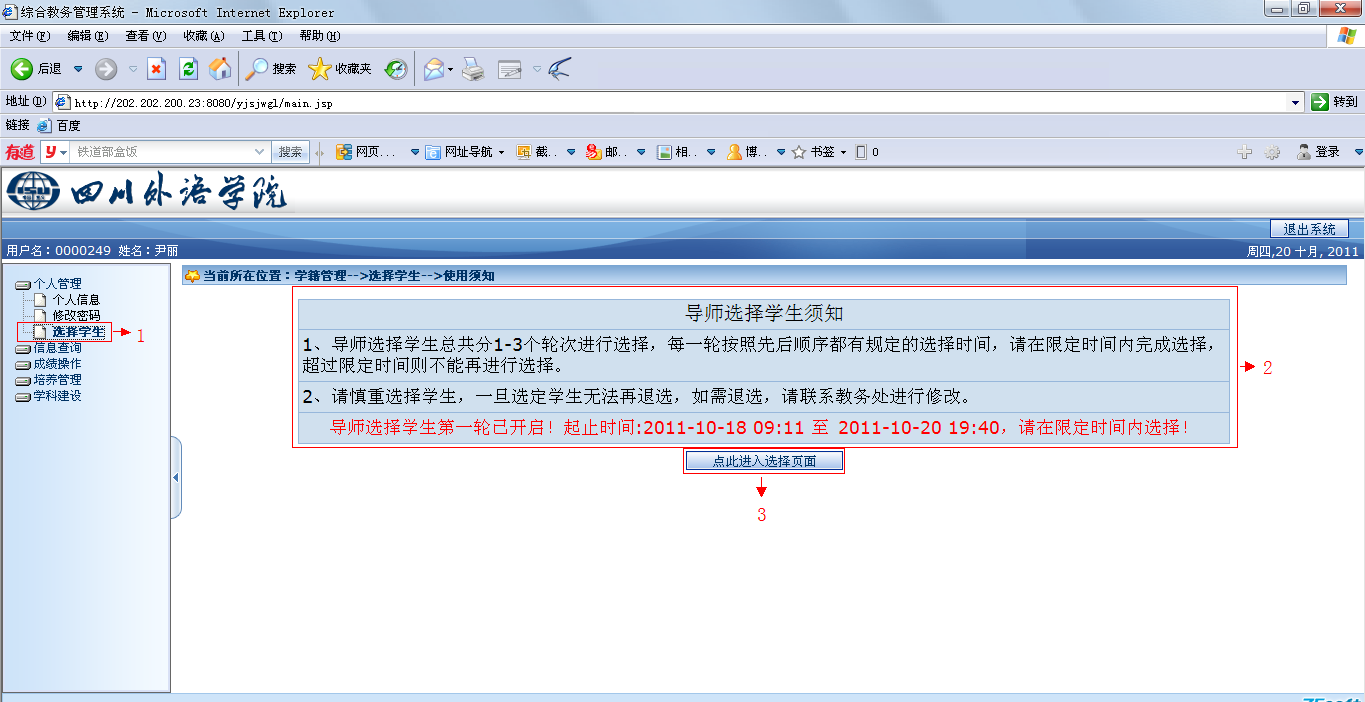 综合教务管理系统 - Microsoft Internet Explorer
文件(F) 编辑(E) 查看(V) 收藏(A) 工具(T) 帮助(H)
后退 搜索 收藏夹
地址(D) http://202.202.200.23:8080/yjsjwgl/main.jsp 转到
链接 百度
有道 y 铁道部盒饭 搜索 网页... 网址导航 截.. 邮.. 相.. 博.. 书签 0 登录
四川外语学院
退出系统
用户名：0000249 姓名：尹丽 周四,20 十月, 2011
当前所在位置：学籍管理-->选择学生-->使用须知
个人管理
个人信息
修改密码
选择学生 1
信息查询
成绩操作
培养管理
学科建设
导师选择学生须知
1、导师选择学生总共分1-3个轮次进行选择，每一轮按照先后顺序都有规定的选择时间，请在限定时间内完成选择，
超过限定时间则不能再进行选择。
2
2、请慎重选择学生，一旦选定学生无法再退选，如需退选，请联系教务处进行修改。
导师选择学生第一轮已开启！起止时间:2011-10-18 09:11 至 2011-10-20 19:40，请在限定时间内选择！
点此进入选择页面
3